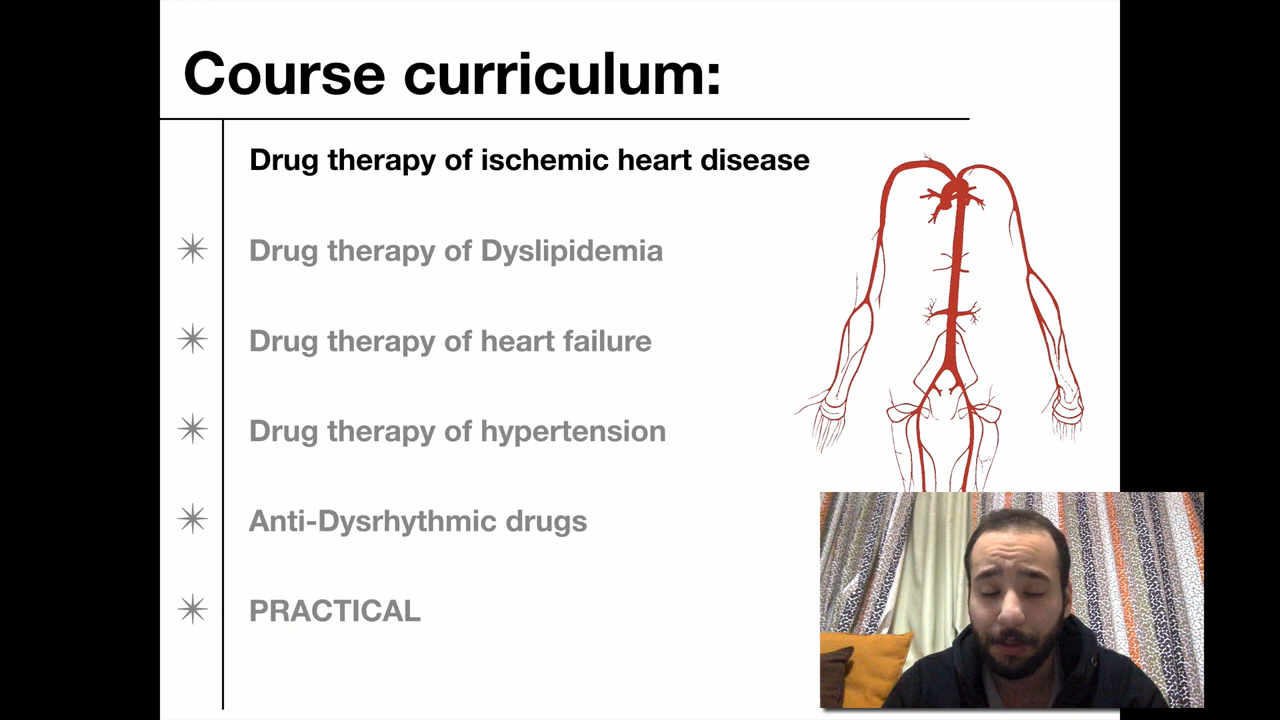 Course curriculum:
Drug therapy of ischemic heart disease
Drug therapy of Dyslipidemia
Drug therapy of heart failure
Drug therapy of hypertension
Anti-Dysrhythmic drugs
PRACTICAL